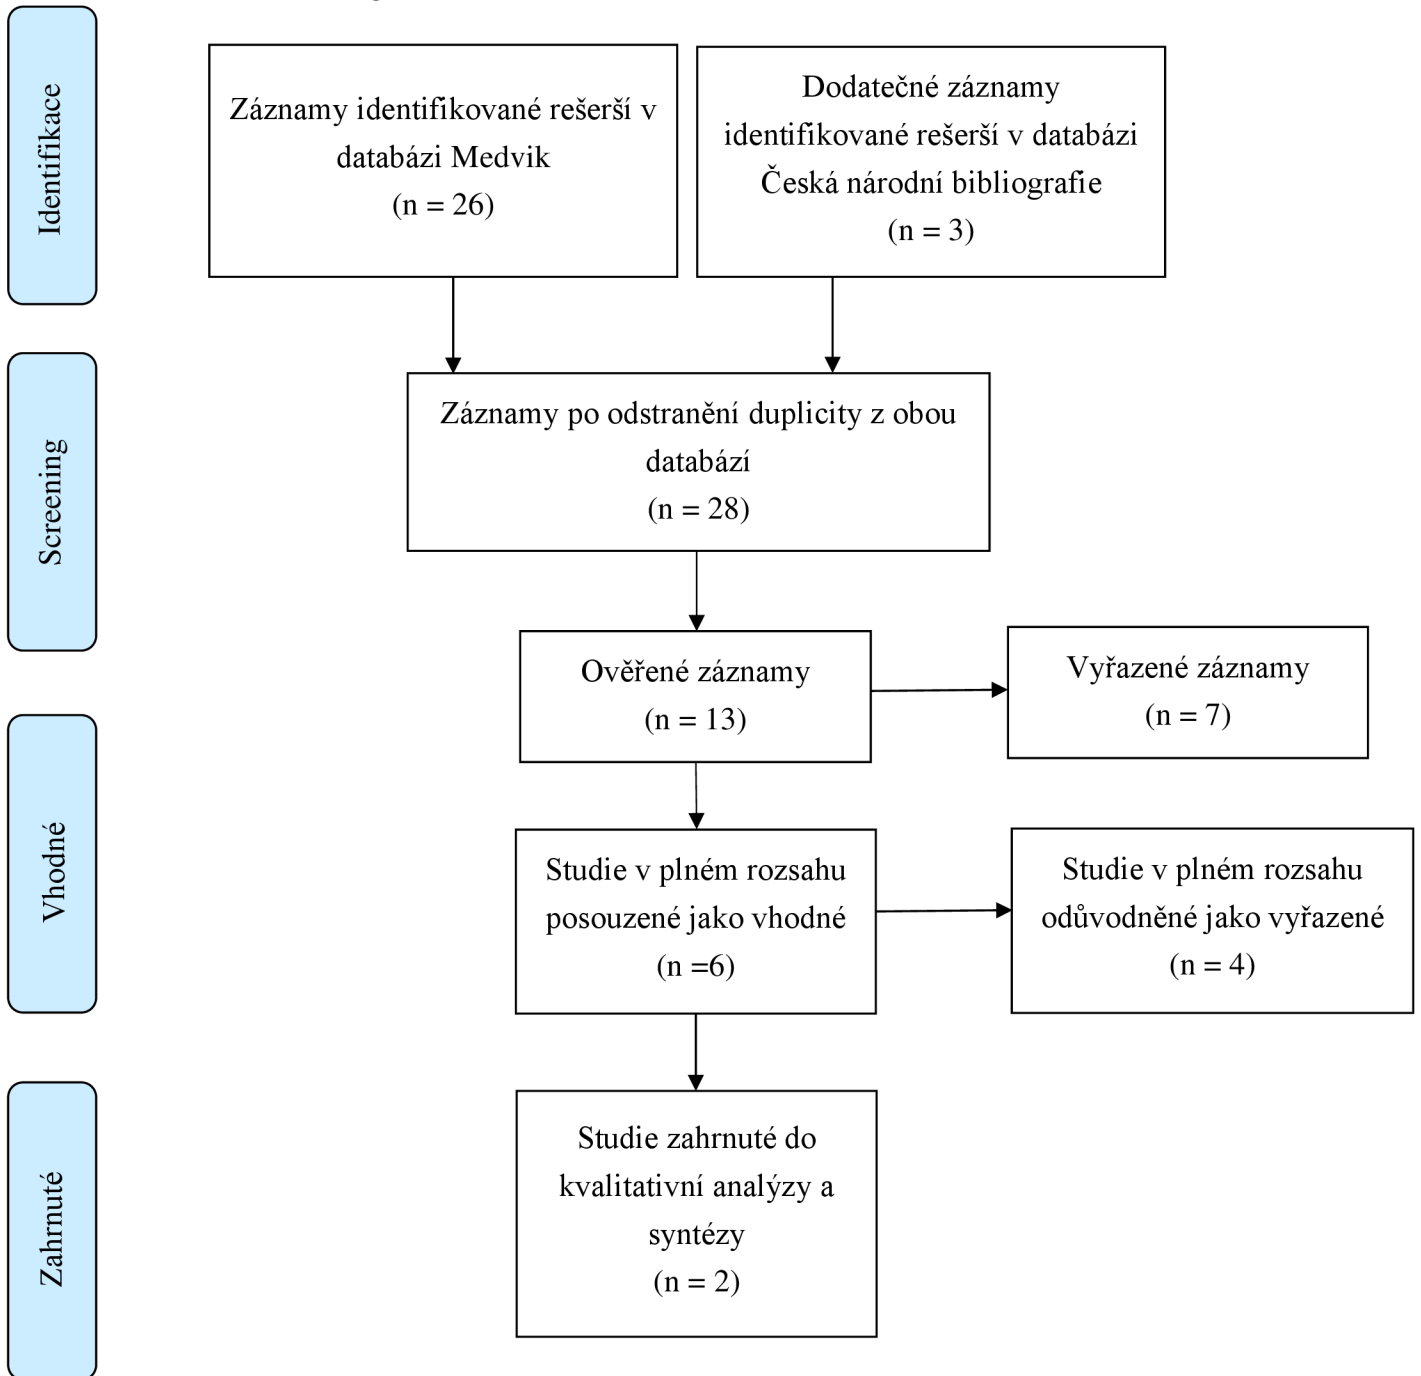 Identifikace
Záznamy identifikované rešerší v
databázi Medvik
(n = 26)
Dodatečné záznamy
identifikované rešerší v databázi
Česká národní bibliografie
(n = 3)
Screening
Záznamy po odstranění duplicity z obou
databází
(n = 28)
Ověřené záznamy
(n = 13)
Vyřazené záznamy
(n = 7)
Vhodné
Studie v plném rozsahu
posouzené jako vhodné
(n =6)
Studie v plném rozsahu
odůvodněné jako vyřazené
(n = 4)
Zahrnuté
Studie zahrnuté do
kvalitativní analýzy a
syntézy
(n = 2)